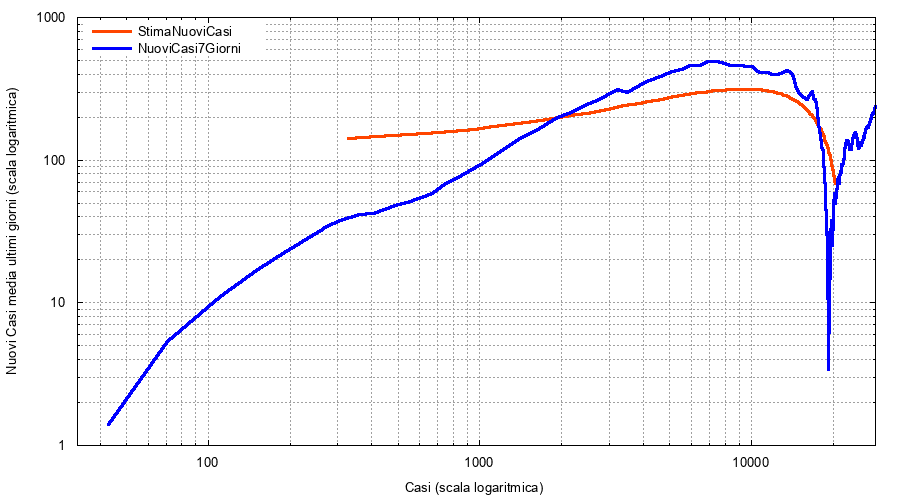 1000
StimaNuoviCasi
NuoviCasi7Giorni
100
10
1
100
1000
10000
Nuovi Casi media ultimi giorni (scala logaritmica)
Casi (scala logaritmica)